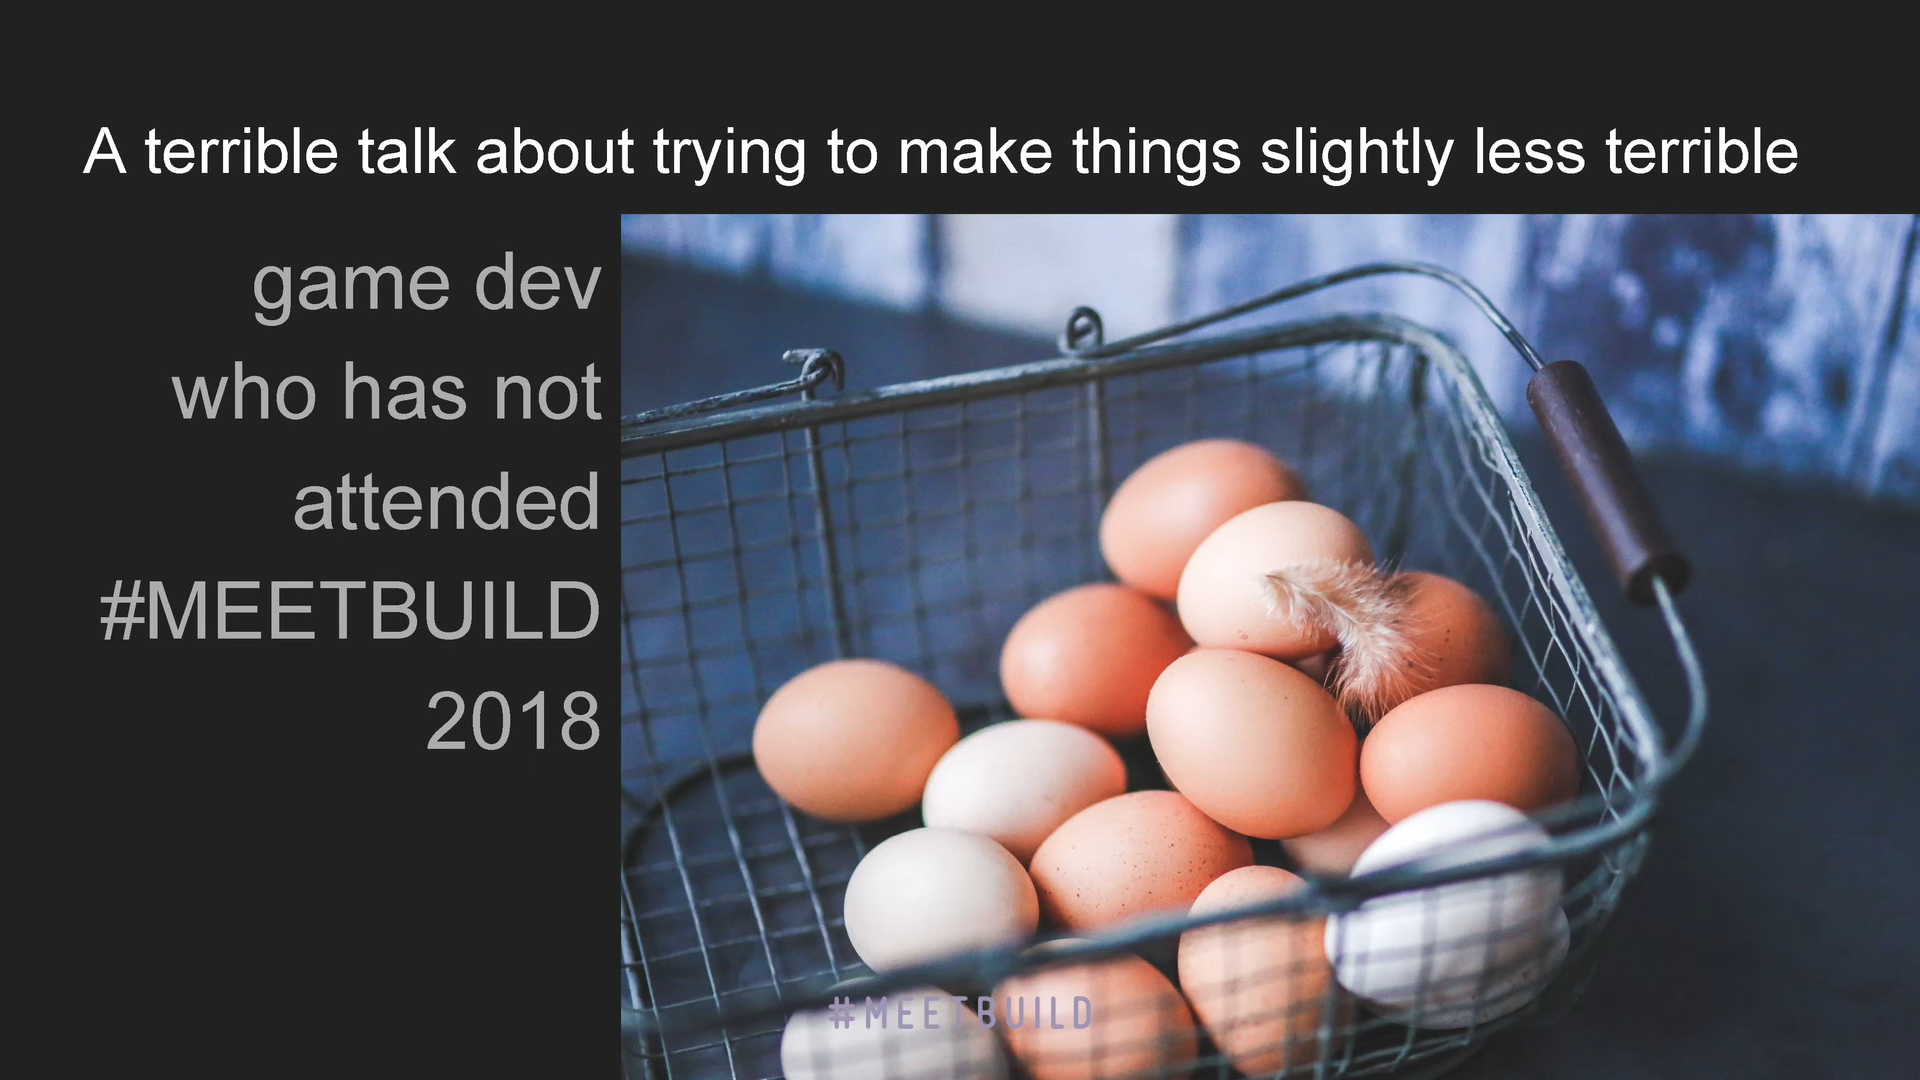 A terrible talk about trying to make things slightly less terrible
game dev
who has not
attended
#MEETBUILD
2018
#MEETBUILD